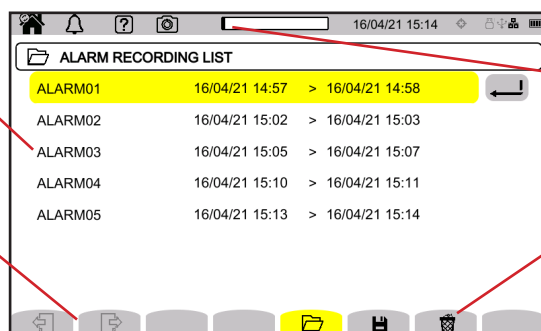 16/04/21 15:14
ALARM RECORDING LIST
ALARM01 16/04/21 14:57 > 16/04/21 14:58
ALARM02 16/04/21 15:02 > 16/04/21 15:03
ALARM03 16/04/21 15:05 > 16/04/21 15:07
ALARM04 16/04/21 15:10 > 16/04/21 15:11
ALARM05 16/04/21 15:13 > 16/04/21 15:14